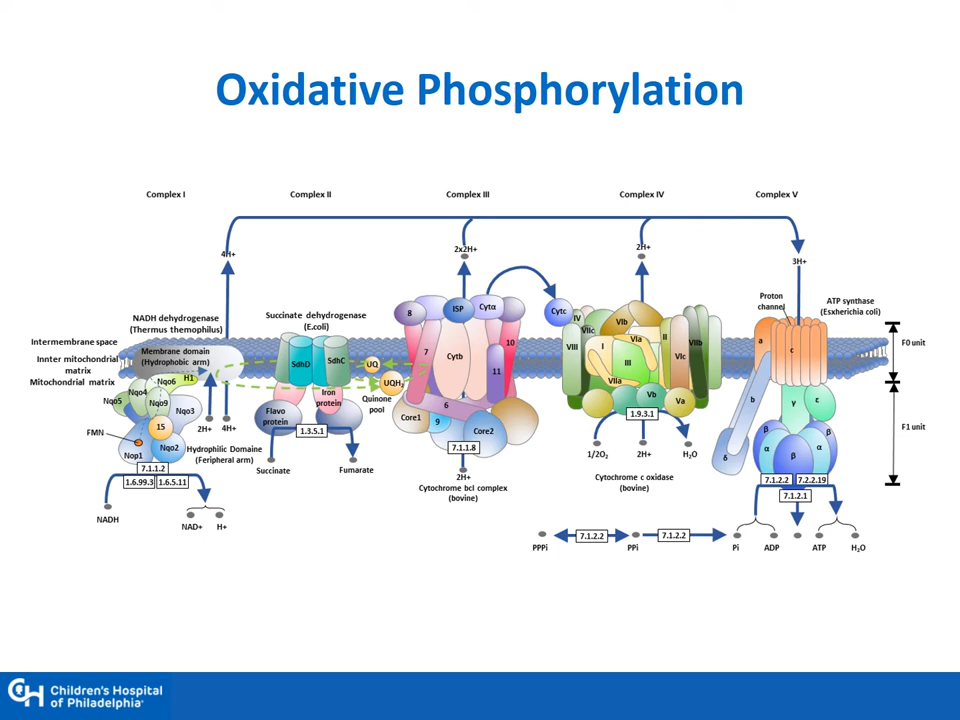 Oxidative Phosphorylation
Complex I
Complex II
Complex III
Complex IV
Complex V
4H+
2x2H+
2H+
3H+
NADH dehydrogenase
(Thermus themophilus)
Succinate dehydrogenase
(E.coli)
Proton
channel
ATP synthase
(Esxherichia coli)
Intermembrane space
Innter mitochondrial
matrix
Mitochondrial matrix
Membrane domain
(Hydrophobic arm)
H1
Nqo6
Nqo4
Nqo5
Nqo9
Nqo3
15
FMN
Nop1
Nqo2
2H+
4H+
Hydrophilic Domaine
(Feripheral arm)
7.1.1.2
1.6.99.3
1.6.5.11
NADH
NAD+
H+
SdhD
SdhC
Flavo
protein
Iron
protein
1.3.5.1
Succinate
Fumarate
UQ
UQH₂
Quinone
pool
8
ISP
Cytα
7
Cytb
10
11
6
Core1
9
Core2
7.1.1.8
2H+
Cytochrome bcl complex
(bovine)
Cytc
IV
VIIc
VIb
VIII
I
VIa
II
VIIb
III
VIc
VIIa
Vb
Va
1.9.3.1
1/2O₂
2H+
H₂O
Cytochrome c oxidase
(bovine)
a
c
b
γ
ε
β
β
α
α
β
δ
F0 unit
F1 unit
7.1.2.2
7.2.2.19
7.1.2.1
PPPi
7.1.2.2
PPi
7.1.2.2
Pi
ADP
ATP
H₂O
CH
Children's Hospital
of Philadelphia